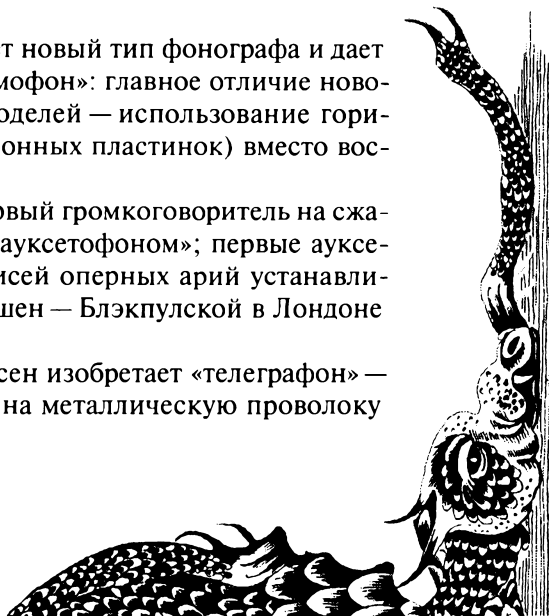 т новый тип фонографа и дает
мофон»: главное отличие ново-
оделей — использование гори-
онных пластинок) вместо вос-
рвый громкоговоритель на сжа-
ауксетофоном»; первые ауксе-
исей оперных арий устанавли-
шен — Блэкпулской в Лондоне
сен изобретает «телеграфон» —
на металлическую проволоку